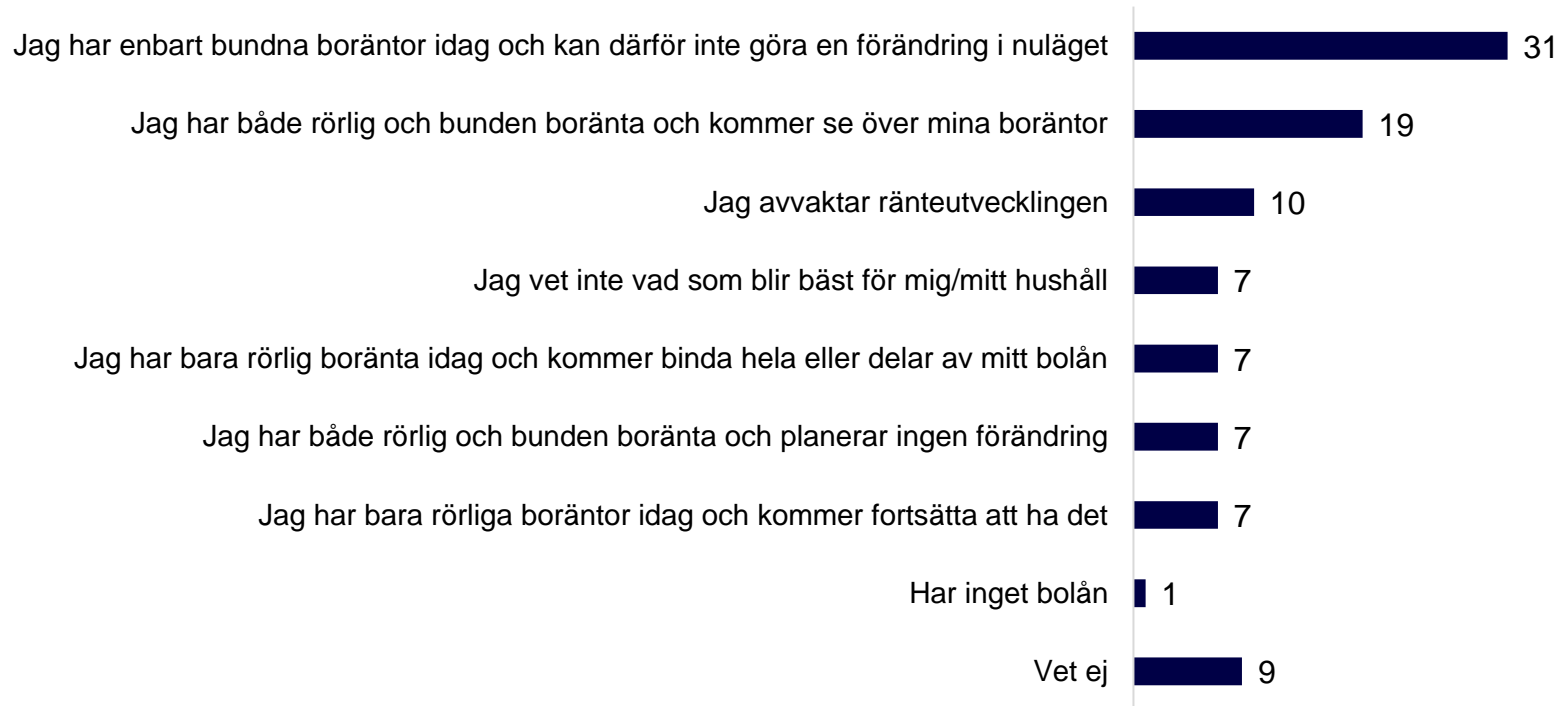 Jag har enbart bundna boräntor idag och kan därför inte göra en förändring i nuläget 31
Jag har både rörlig och bunden boränta och kommer se över mina boräntor 19
Jag avvaktar ränteutvecklingen 10
Jag vet inte vad som blir bäst för mig/mitt hushåll 7
Jag har bara rörlig boränta idag och kommer binda hela eller delar av mitt bolån 7
Jag har både rörlig och bunden boränta och planerar ingen förändring 7
Jag har bara rörliga boräntor idag och kommer fortsätta att ha det 7
Har inget bolån 1
Vet ej 9